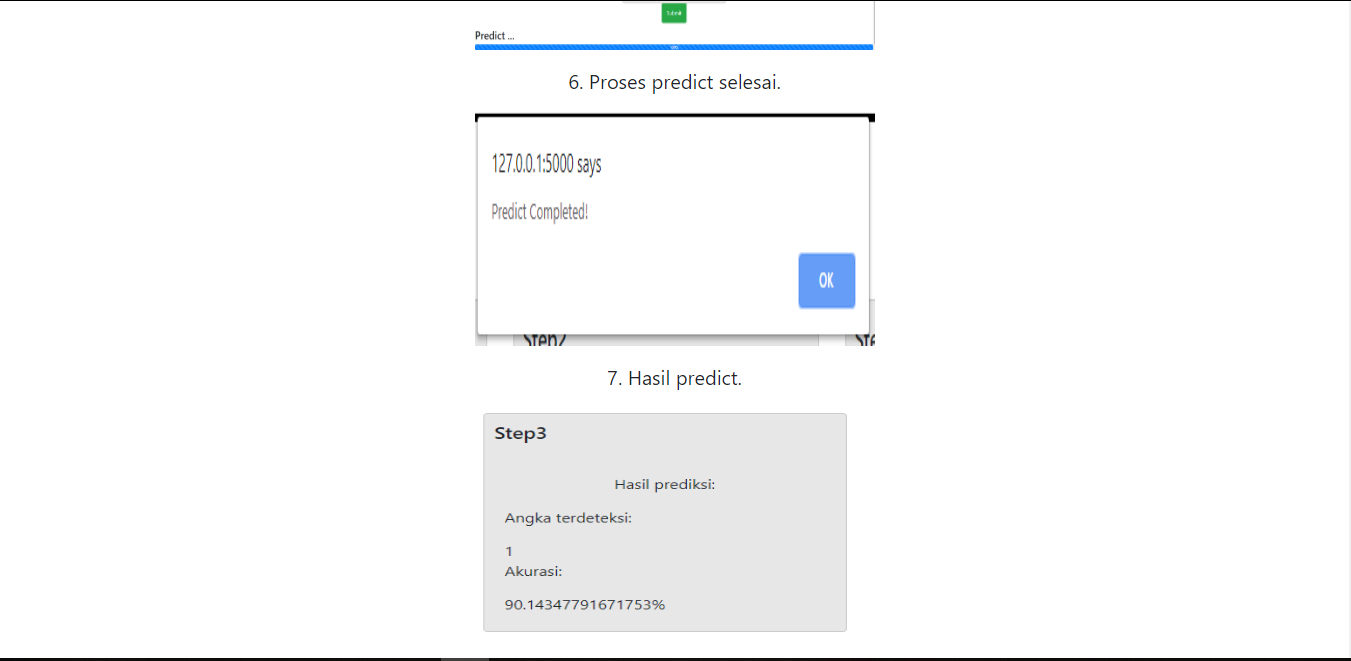 Submit
Predict ...
6. Proses predict selesai.
127.0.0.1:5000 says
Predict Completed!
OK
Step2
7. Hasil predict.
Step3
Hasil prediksi:
Angka terdeteksi:
1
Akurasi:
90.14347791671753%